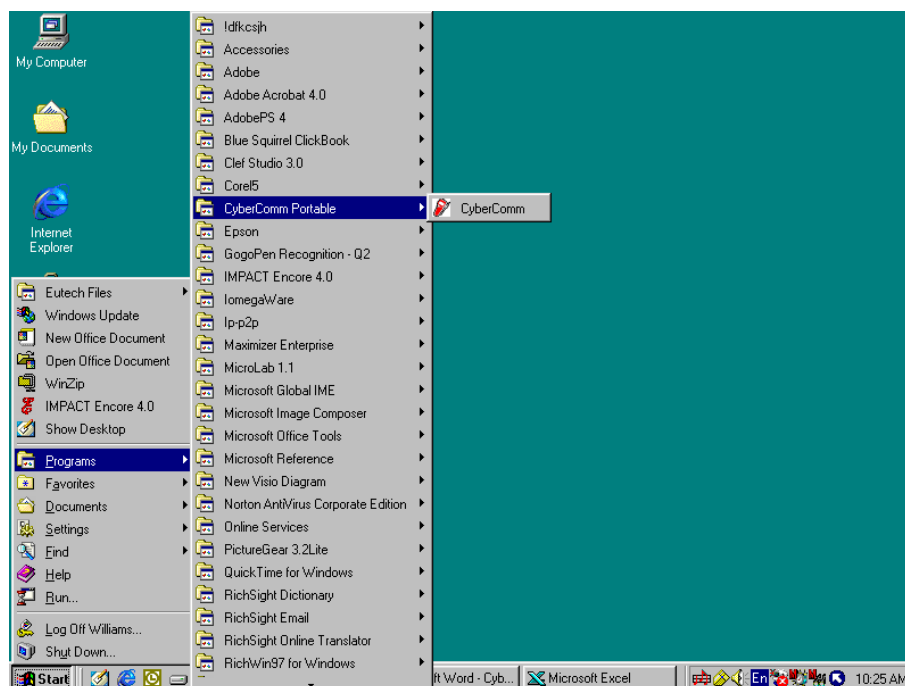 My Computer
My Documents
Internet
Explorer
Eutech Files
Windows Update
New Office Document
Open Office Document
WinZip
IMPACT Encore 4.0
Show Desktop
Programs
Favorites
Documents
Settings
Find
Help
Run...
Log Off Williams...
Shut Down...
!dfkcsjh
Accessories
Adobe
Adobe Acrobat 4.0
AdobePS 4
Blue Squirrel ClickBook
Clef Studio 3.0
Corel5
CyberComm Portable
Epson
GogoPen Recognition - Q2
IMPACT Encore 4.0
IomegaWare
Ip-p2p
Maximizer Enterprise
MicroLab 1.1
Microsoft Global IME
Microsoft Image Composer
Microsoft Office Tools
Microsoft Reference
New Visio Diagram
Norton AntiVirus Corporate Edition
Online Services
PictureGear 3.2Lite
QuickTime for Windows
RichSight Dictionary
RichSight Email
RichSight Online Translator
RichWin97 for Windows
CyberComm
Start
ft Word - Cyb...
Microsoft Excel
En
10:25 AM